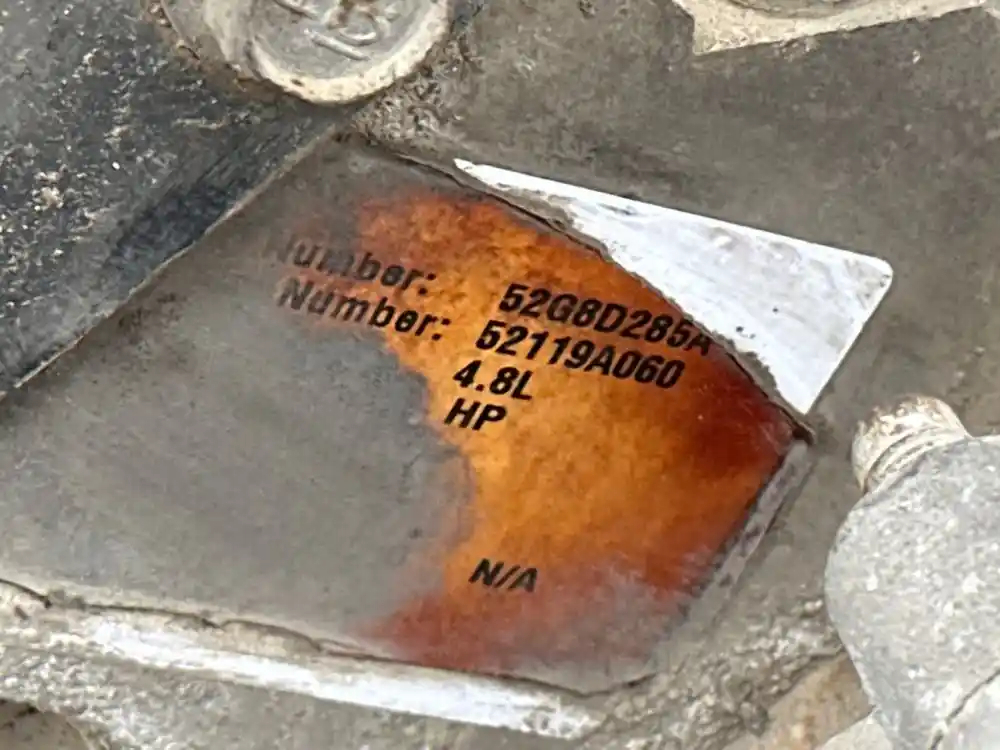 Number: 52G8D285A
Number: 52119A060
4.8L
HP
N/A